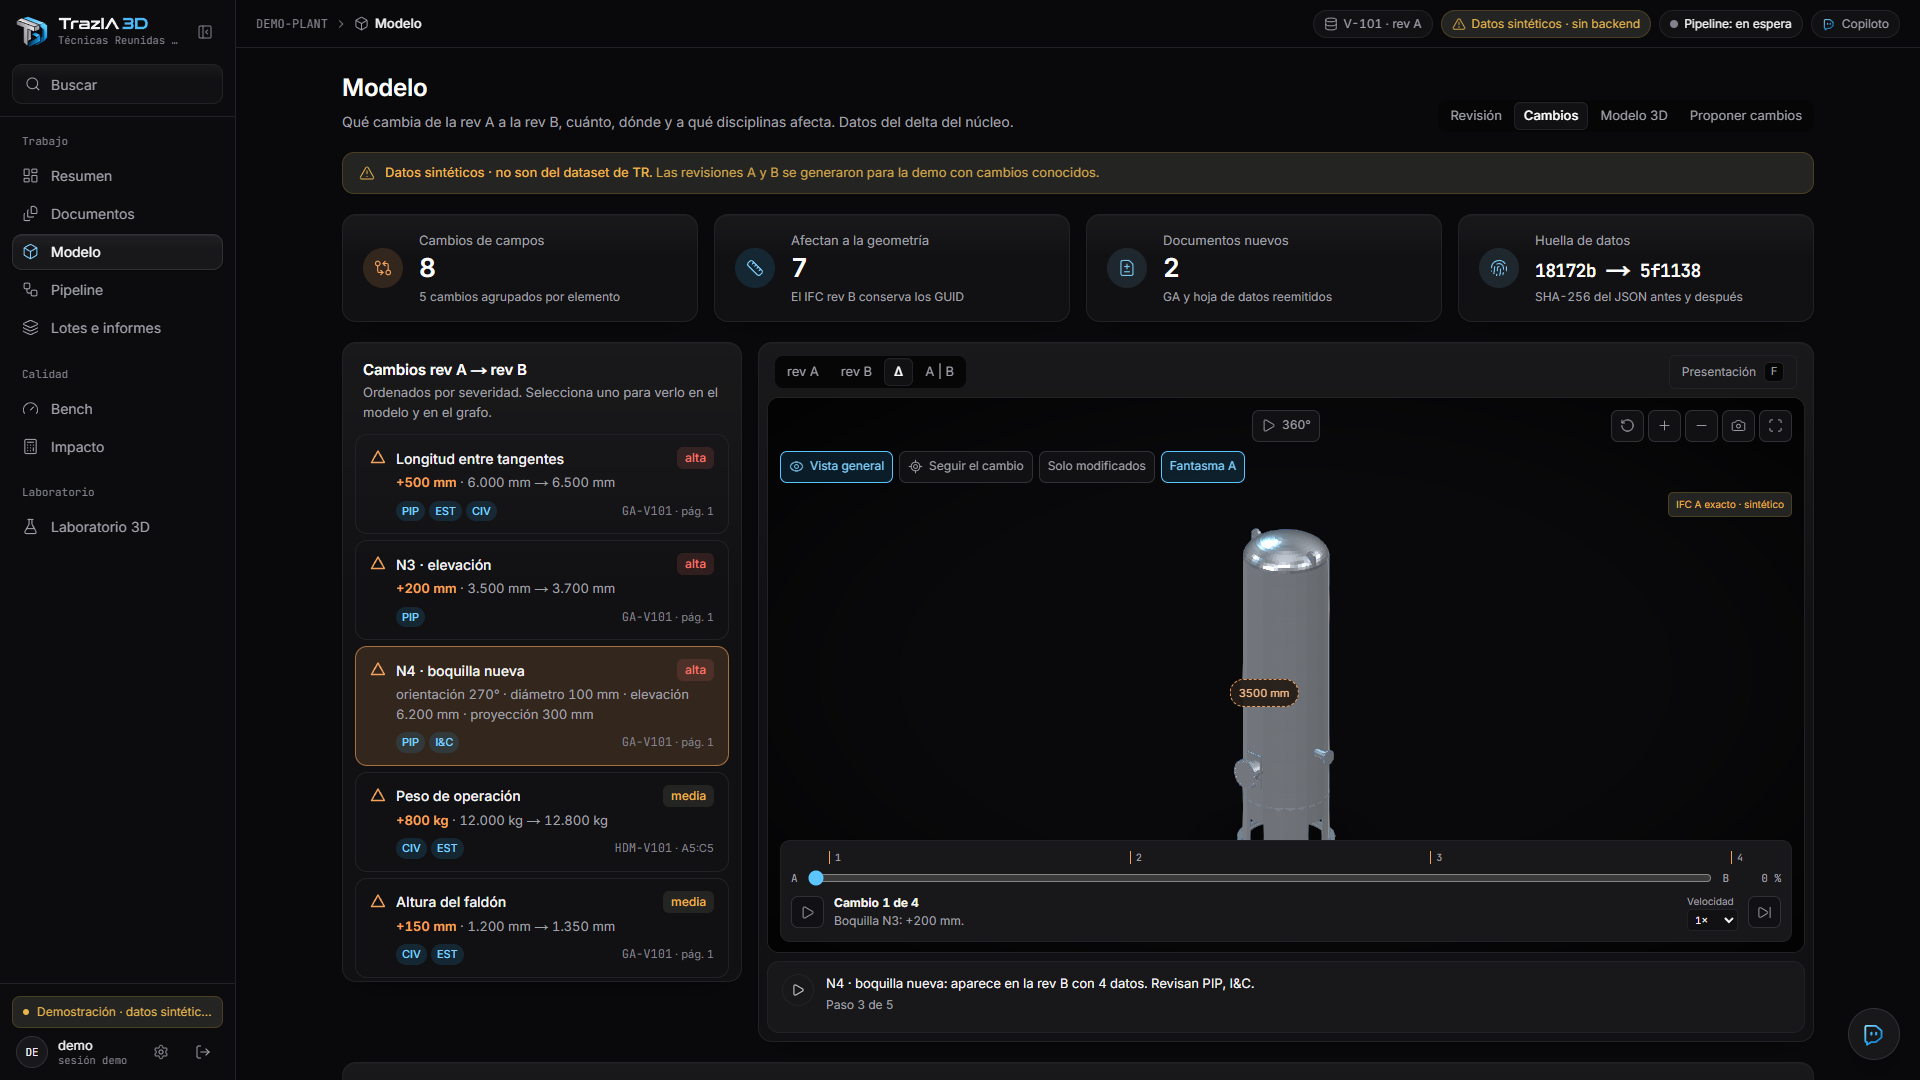 TrazIA 3D
Técnicas Reunidas …
Buscar
Trabajo
Resumen
Documentos
Modelo
Pipeline
Lotes e informes
Calidad
Bench
Impacto
Laboratorio
Laboratorio 3D
Demostración · datos sintétic...
DE
demo
sesión demo
DEMO-PLANT
Modelo
V-101 · rev A
Datos sintéticos · sin backend
Pipeline: en espera
Copiloto
Modelo
Qué cambia de la rev A a la rev B, cuánto, dónde y a qué disciplinas afecta. Datos del delta del núcleo.
Revisión
Cambios
Modelo 3D
Proponer cambios
Datos sintéticos · no son del dataset de TR. Las revisiones A y B se generaron para la demo con cambios conocidos.
Cambios de campos
8
5 cambios agrupados por elemento
Afectan a la geometría
7
El IFC rev B conserva los GUID
Documentos nuevos
2
GA y hoja de datos reemitidos
Huella de datos
18172b → 5f1138
SHA-256 del JSON antes y después
Cambios rev A → rev B
Ordenados por severidad. Selecciona uno para verlo en el
modelo y en el grafo.
Longitud entre tangentes
alta
+500 mm · 6.000 mm → 6.500 mm
PIP EST CIV
GA-V101 · pág. 1
N3 · elevación
alta
+200 mm · 3.500 mm → 3.700 mm
PIP
GA-V101 · pág. 1
N4 · boquilla nueva
alta
orientación 270° · diámetro 100 mm · elevación
6.200 mm · proyección 300 mm
PIP I&C
GA-V101 · pág. 1
Peso de operación
media
+800 kg · 12.000 kg → 12.800 kg
CIV EST
HDM-V101 · A5:C5
Altura del faldón
media
+150 mm · 1.200 mm → 1.350 mm
CIV EST
GA-V101 · pág. 1
rev A
rev B
Δ
A | B
Presentación F
360°
Vista general
Seguir el cambio
Solo modificados
Fantasma A
IFC A exacto · sintético
3500 mm
1
2
3
4
A
B
0 %
Cambio 1 de 4
Boquilla N3: +200 mm.
Velocidad
1×
N4 · boquilla nueva: aparece en la rev B con 4 datos. Revisan PIP, I&C.
Paso 3 de 5